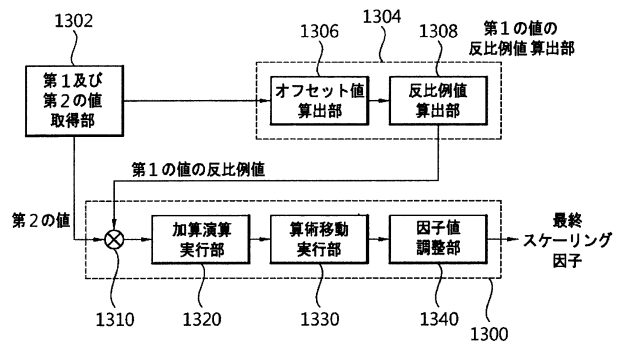 1302
1306
1304
1308
第1の値の
反比例値 算出部
第1及び
第2の値
取得部
オフセット値
算出部
反比例値
算出部
第1の値の反比例値
第2の値
加算演算
実行部
算術移動
実行部
因子値
調整部
最終
スケーリング
因子
1310
1320
1330
1340
1300